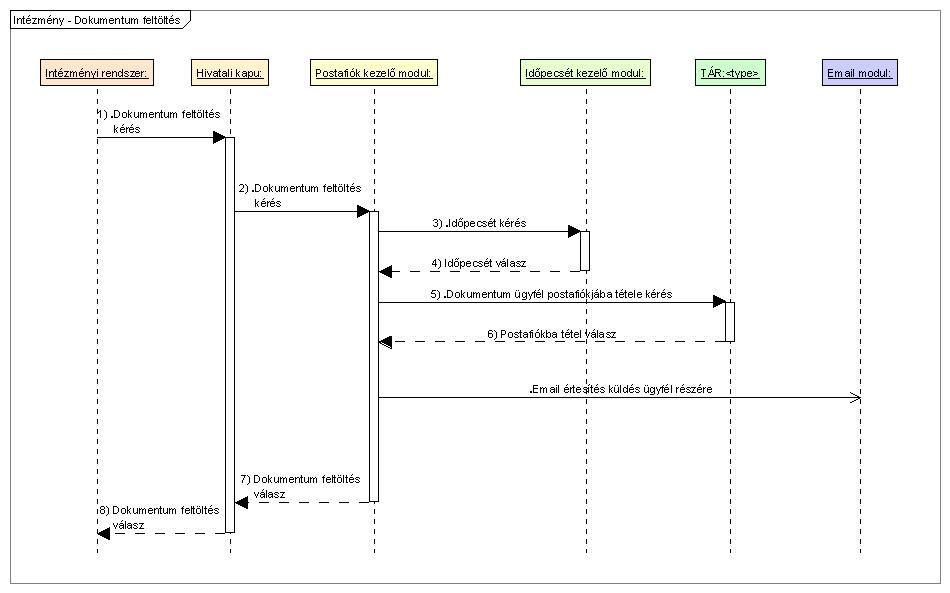 Intézmény - Dokumentum feltöltés
Intézményi rendszer:
Hivatali kapu:
Postafiók kezelő modul:
Időpecsét kezelő modul:
TÁR:<type>
Email modul:
1) .Dokumentum feltöltés
kérés
2) .Dokumentum feltöltés
kérés
3) .Időpecsét kérés
4) Időpecsét válasz
5) .Dokumentum ügyfél postafiókjába tétele kérés
6) Postafiókba tétel válasz
.Email értesítés küldés ügyfél részére
7) Dokumentum feltöltés
válasz
8) Dokumentum feltöltés
válasz